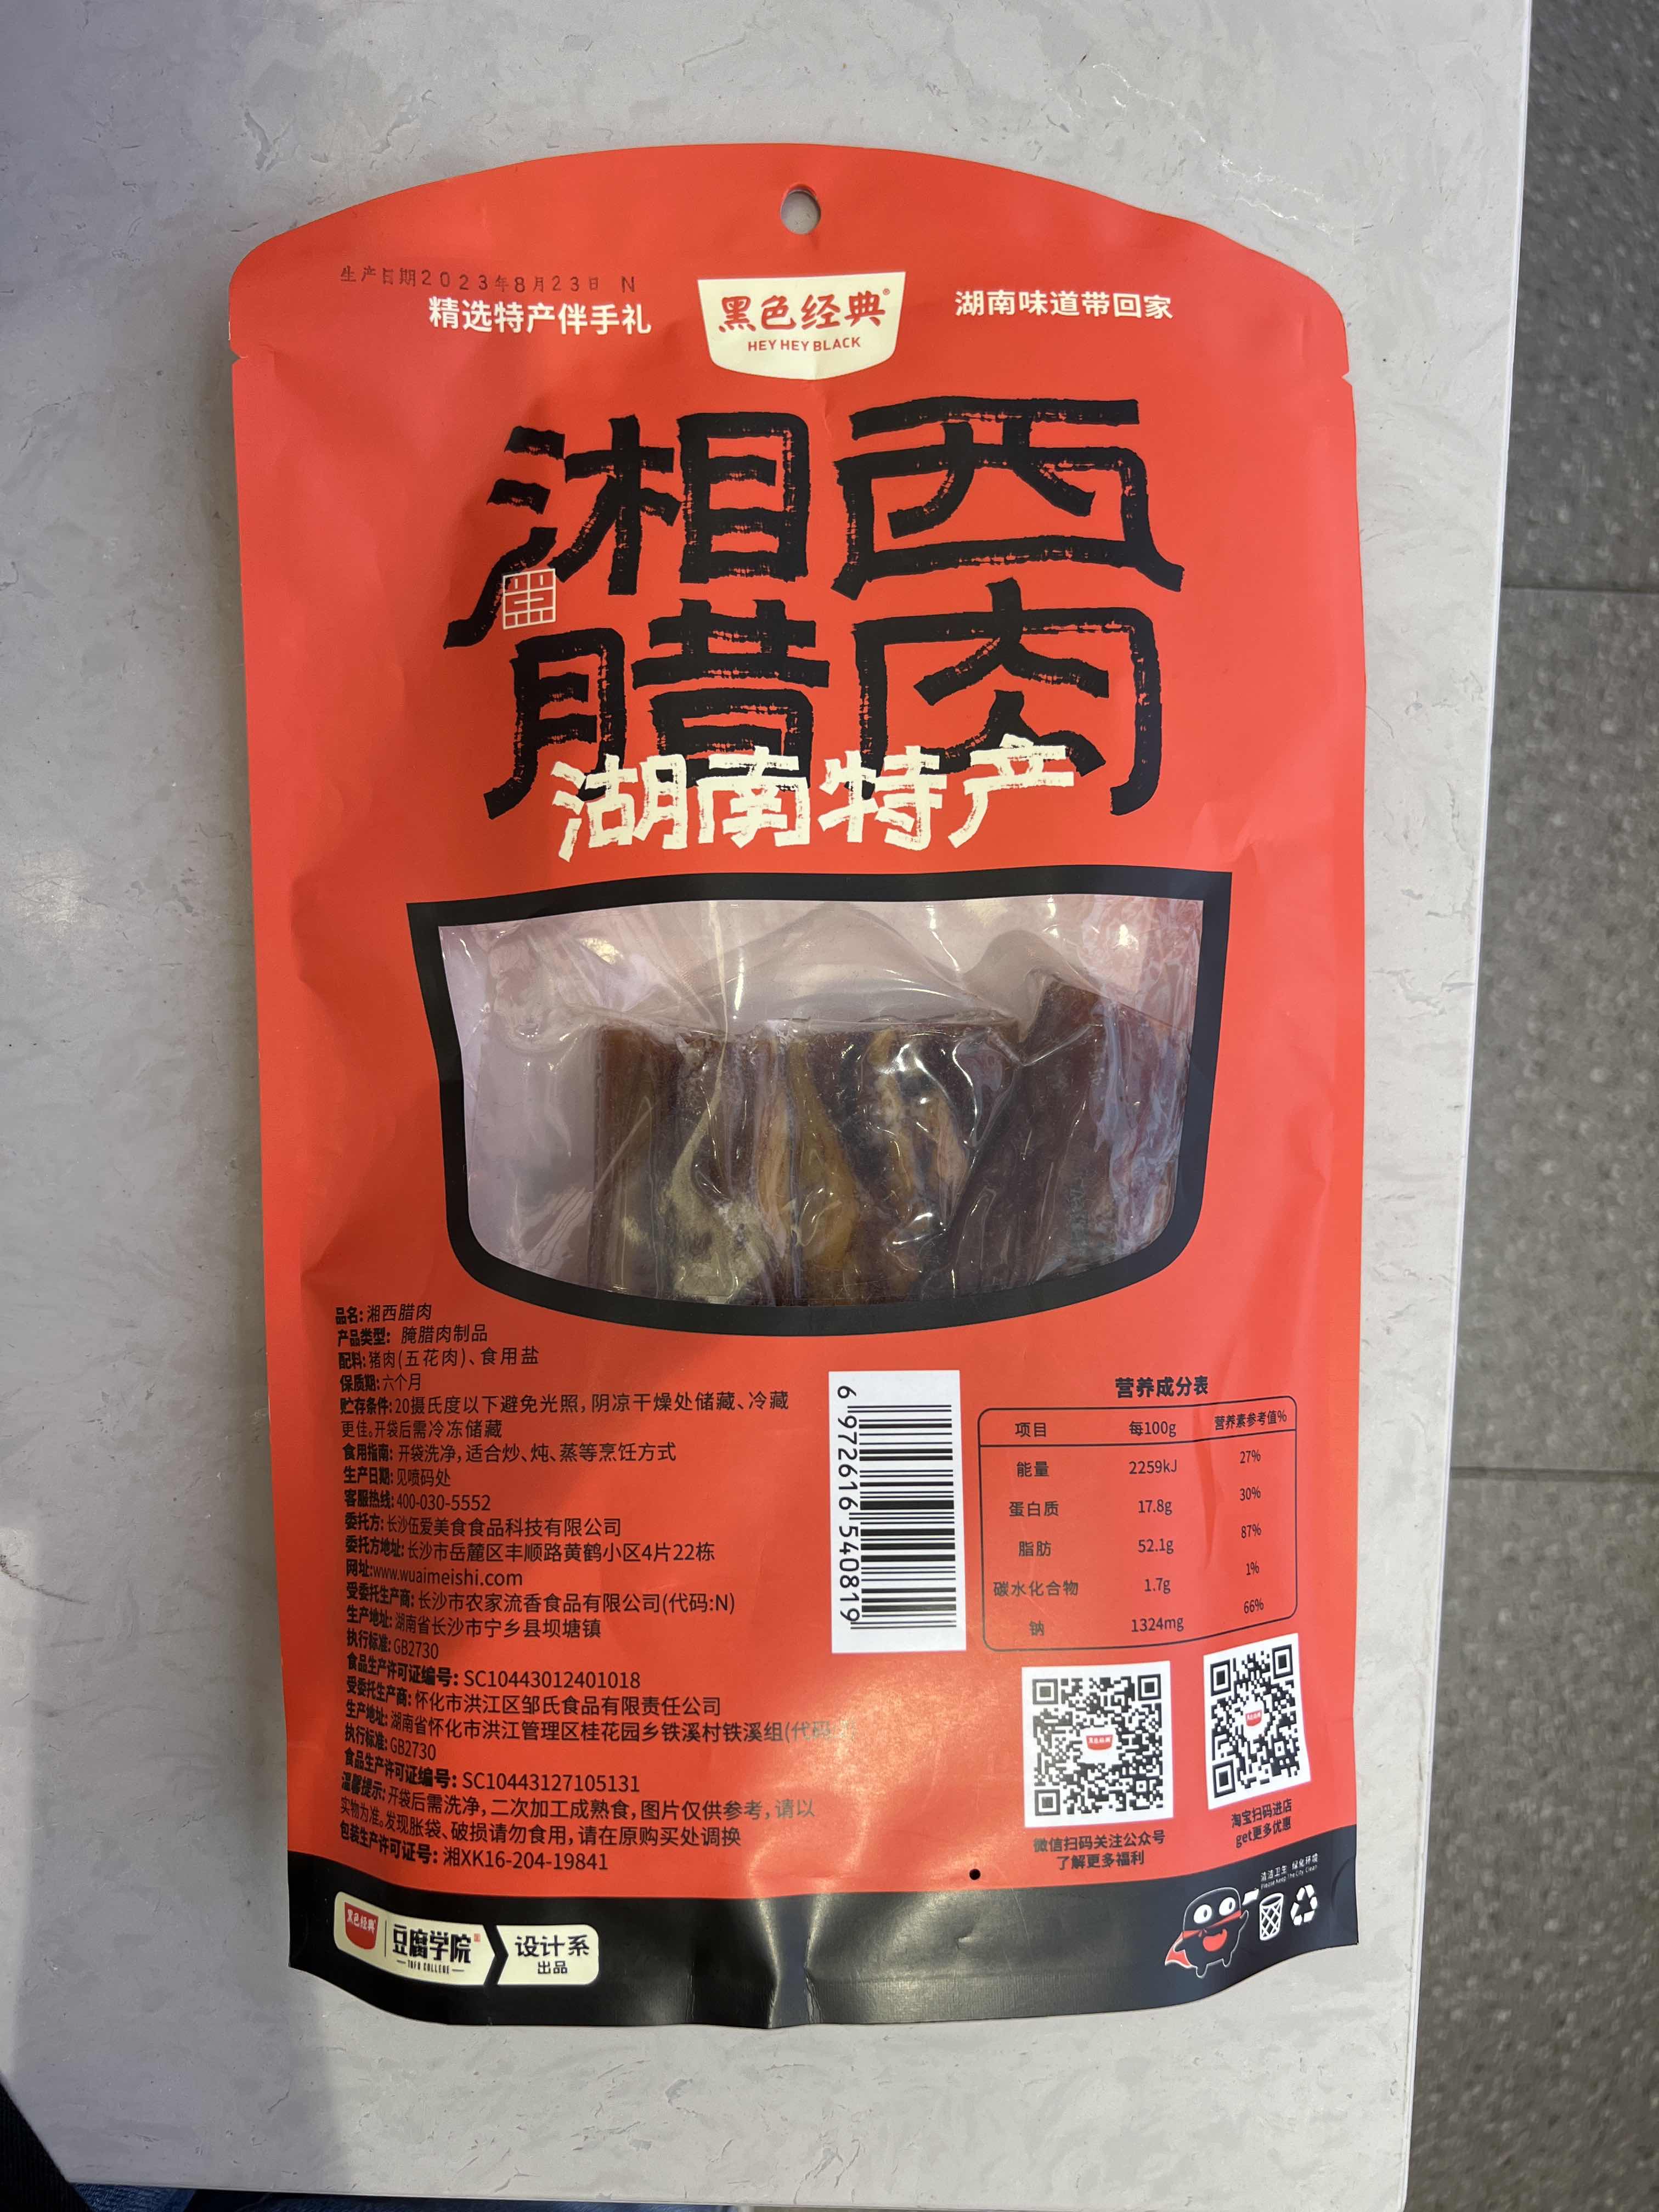 生产日期2023年8月23日 N
精选特产伴手礼
黑色经典®
HEY HEY BLACK
湖南味道带回家
湘西
腊肉
湖南特产
品名:湘西腊肉
产品类型: 腌腊肉制品
配料:猪肉(五花肉)、食用盐
保质期:六个月
贮存条件:20摄氏度以下避免光照,阴凉干燥处储藏、冷藏
更佳。开袋后需冷冻储藏
食用指南: 开袋洗净,适合炒、炖、蒸等烹饪方式
生产日期:见喷码处
客服热线:400-030-5552
委托方:长沙伍爱美食食品科技有限公司
委托方地址:长沙市岳麓区丰顺路黄鹤小区4片22栋
网址:www.wuaimeishi.com
受委托生产商:长沙市农家流香食品有限公司(代码:N)
生产地址:湖南省长沙市宁乡县坝塘镇
执行标准:GB2730
食品生产许可证编号: SC10443012401018
受委托生产商:怀化市洪江区邹氏食品有限责任公司
生产地址: 湖南省怀化市洪江管理区桂花园乡铁溪村铁溪组(代码
执行标准:GB2730
食品生产许可证编号: SC10443127105131
温馨提示:开袋后需洗净,二次加工成熟食,图片仅供参考,请以
实物为准。发现胀袋、破损请勿食用,请在原购买处调换
包装生产许可证号: 湘XK16-204-19841
6 972616 540819
营养成分表
项目 每100g 营养素参考值%
能量 2259kJ 27%
蛋白质 17.8g 30%
脂肪 52.1g 87%
碳水化合物 1.7g 1%
钠 1324mg 66%
微信扫码关注公众号
了解更多福利
淘宝扫码进店
get更多优惠
清洁卫生 绿化环境
Please Keep The City Clean
黑色经典
豆腐学院
TOFU COLLEGE
设计系
出品